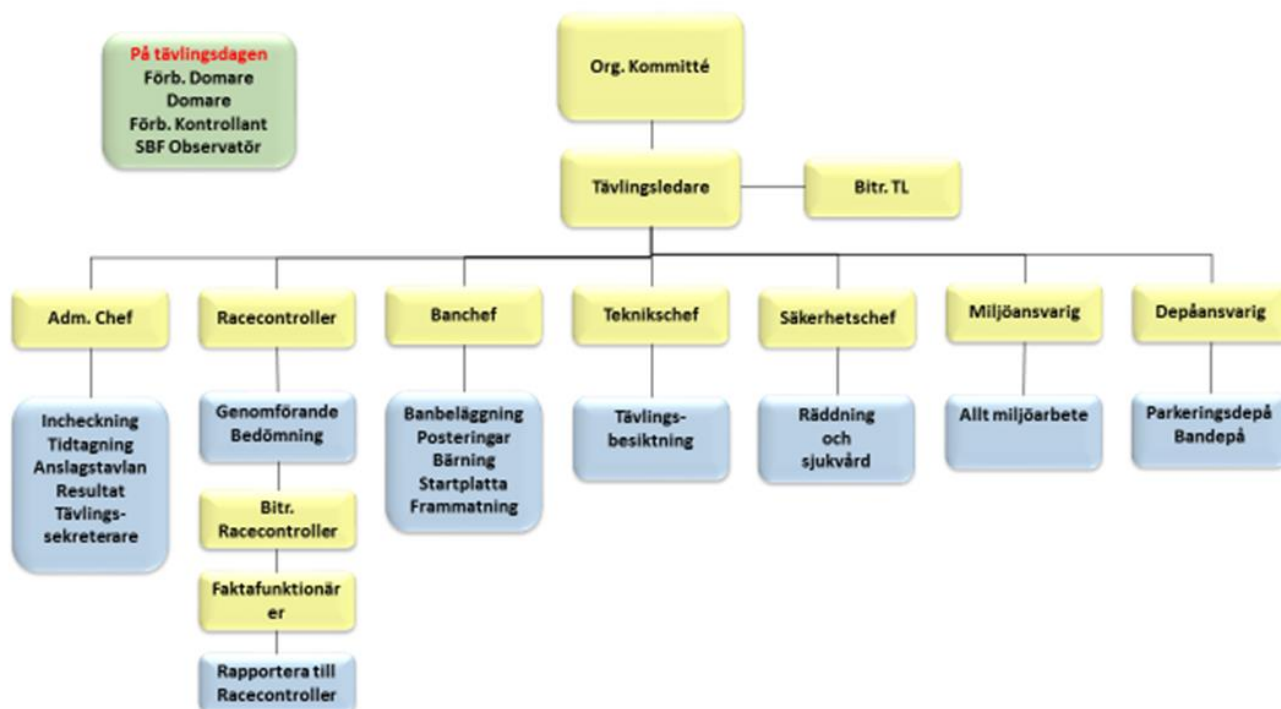 På tävlingsdagen
Förb. Domare
Domare
Förb. Kontrollant
SBF Observatör
Org. Kommitté
Tävlingsledare
Bitr. TL
Adm. Chef
Racecontroller
Banchef
Teknikschef
Säkerhetschef
Miljöansvarig
Depåansvarig
Incheckning
Tidtagning
Anslagstavlan
Resultat
Tävlings-
sekreterare
Genomförande
Bedömning
Bitr.
Racecontroller
Faktafunktionär
er
Rapportera till
Racecontroller
Banbeläggning
Posteringar
Bärning
Startplatta
Frammatning
Tävlings-
besiktning
Räddning
och
sjukvård
Allt miljöarbete
Parkeringsdepå
Bandepå